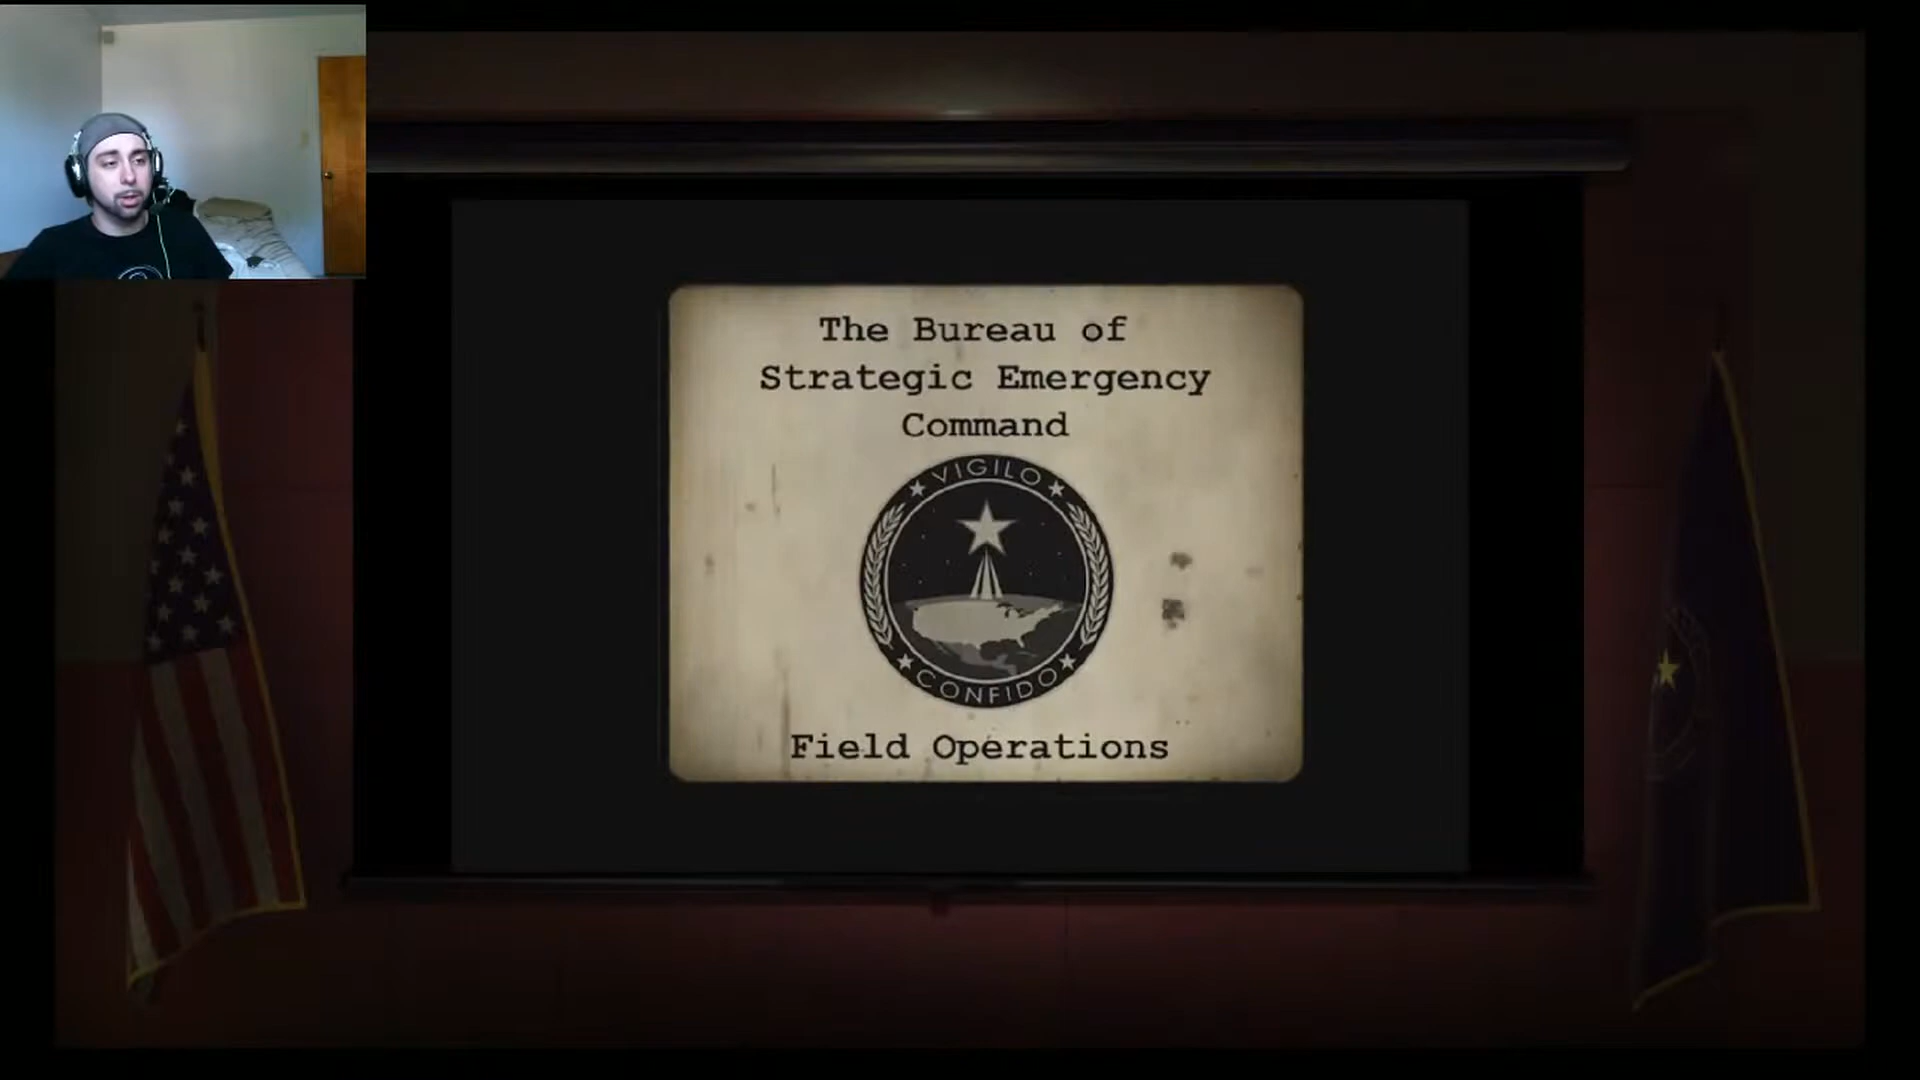 The Bureau of
Strategic Emergency
Command
VIGILO
CONFIDO
Field Operations